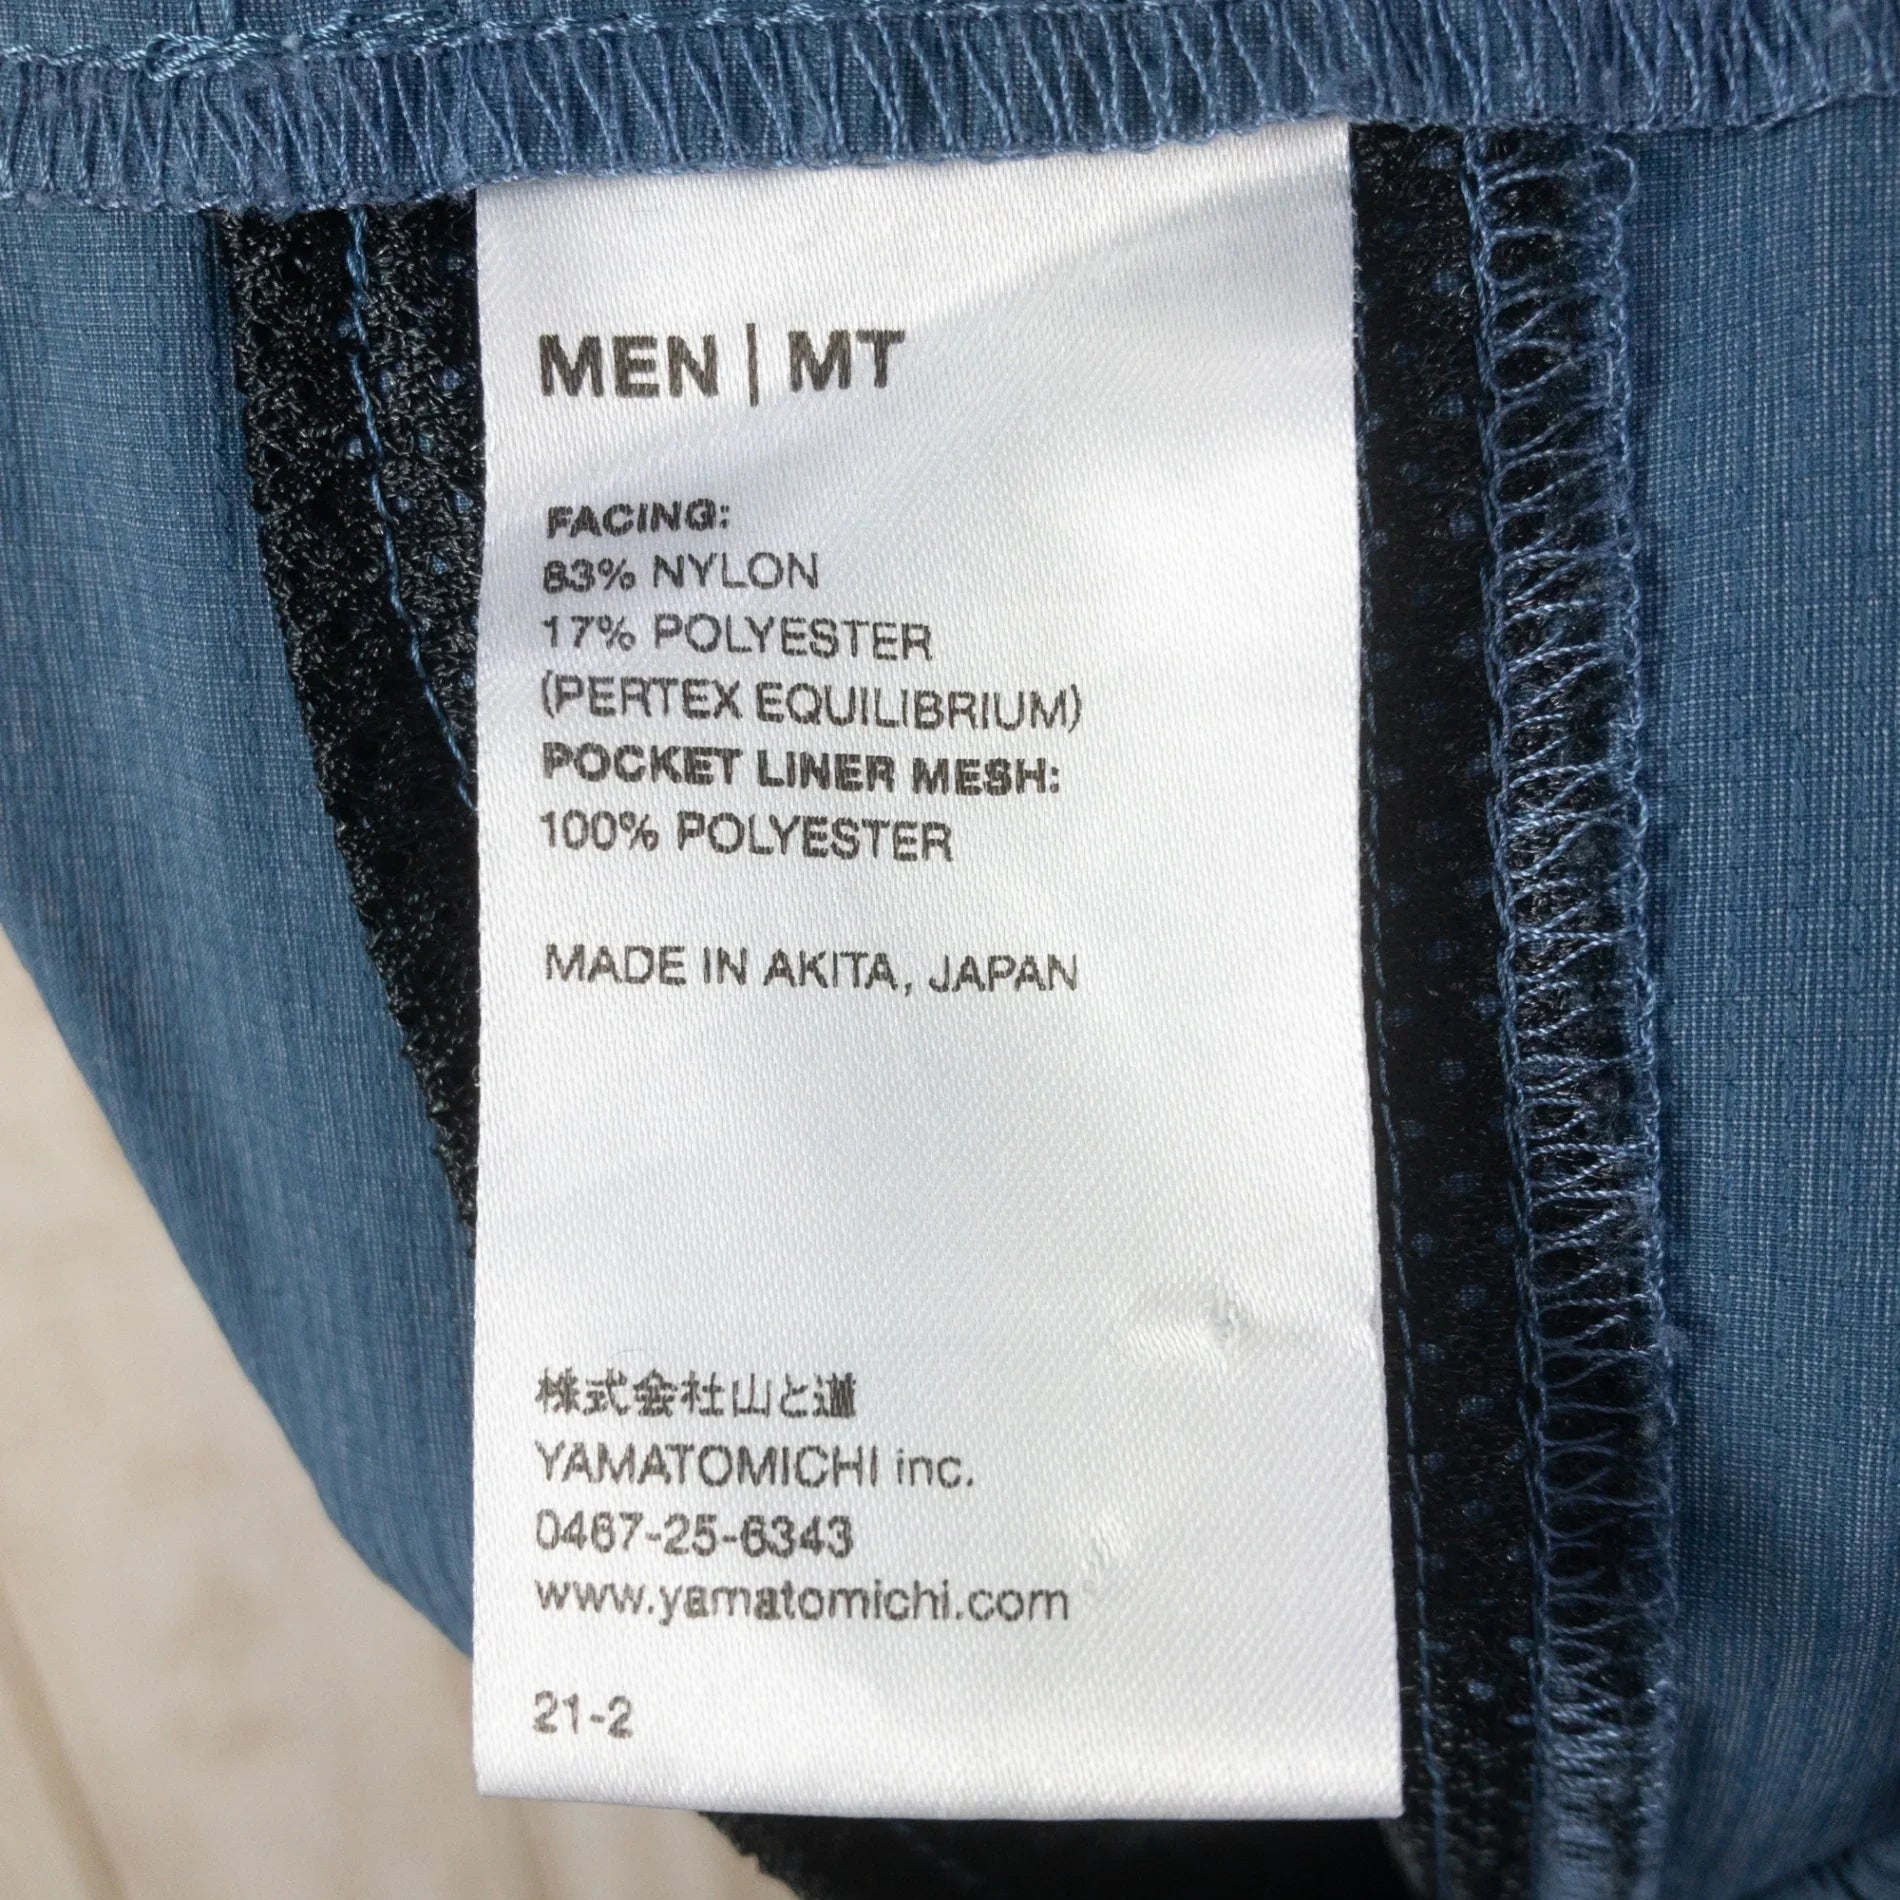 MEN | MT
FACING:
83% NYLON
17% POLYESTER
(PERTEX EQUILIBRIUM)
POCKET LINER MESH:
100% POLYESTER
MADE IN AKITA, JAPAN
株式会社山と道
YAMATOMICHI inc.
0467-25-6343
www.yamatomichi.com
21-2